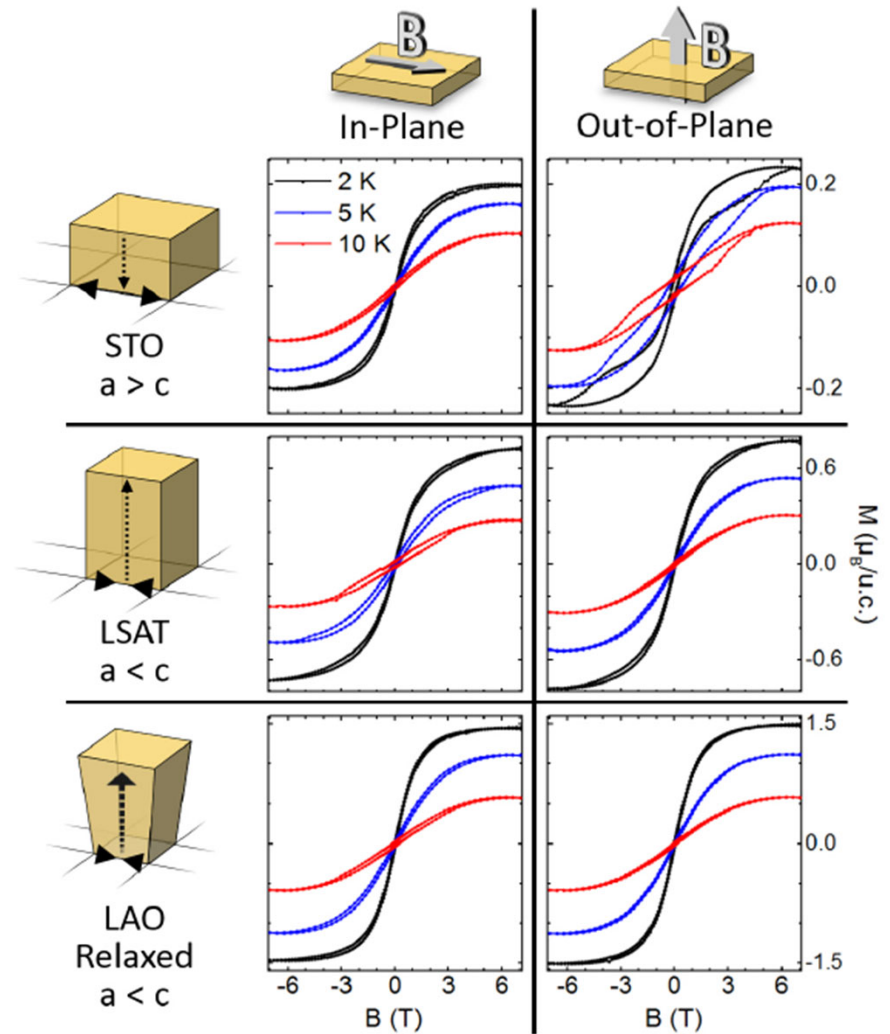 B
B
In-Plane
Out-of-Plane
2 K
5 K
10 K
0.2
0.0
-0.2
STO
a > c
0.6
0.0
-0.6
M (μB/u.c.)
LSAT
a < c
1.5
0.0
-1.5
LAO
Relaxed
a < c
-6 -3 0 3 6
-6 -3 0 3 6
B (T)
B (T)